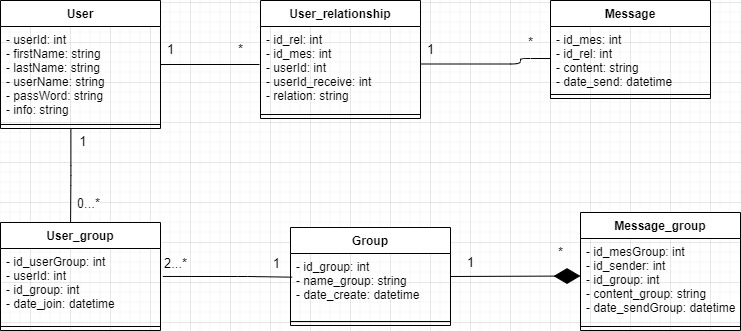 User
- userId: int
- firstName: string
- lastName: string
- userName: string
- passWord: string
- info: string
1
*
User_relationship
- id_rel: int
- id_mes: int
- userId: int
- userId_receive: int
- relation: string
1
*
Message
- id_mes: int
- id_rel: int
- content: string
- date_send: datetime
1
0...*
User_group
- id_userGroup: int
- userId: int
- id_group: int
- date_join: datetime
2...*
1
Group
- id_group: int
- name_group: string
- date_create: datetime
1
*
Message_group
- id_mesGroup: int
- id_sender: int
- id_group: int
- content_group: string
- date_sendGroup: datetime